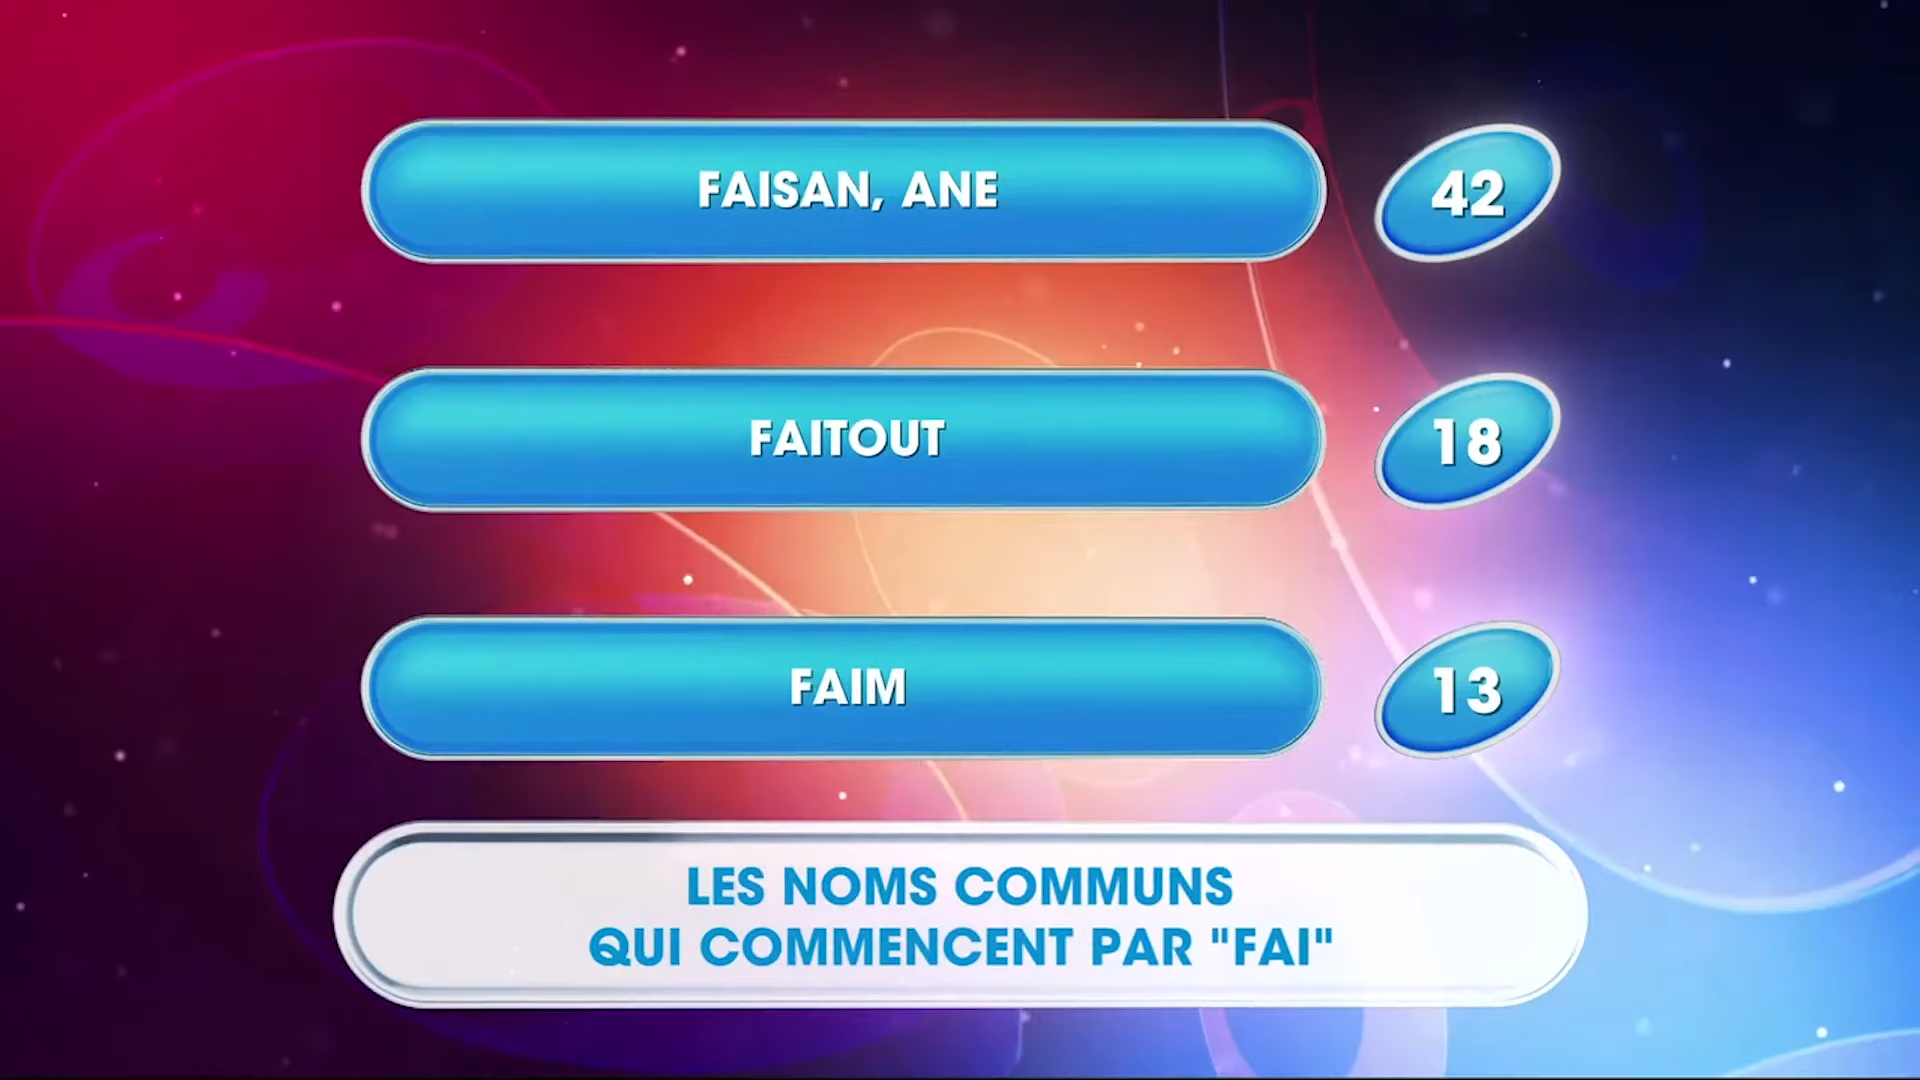 FAISAN, ANE
42
FAITOUT
18
FAIM
13
LES NOMS COMMUNS
QUI COMMENCENT PAR "FAI"